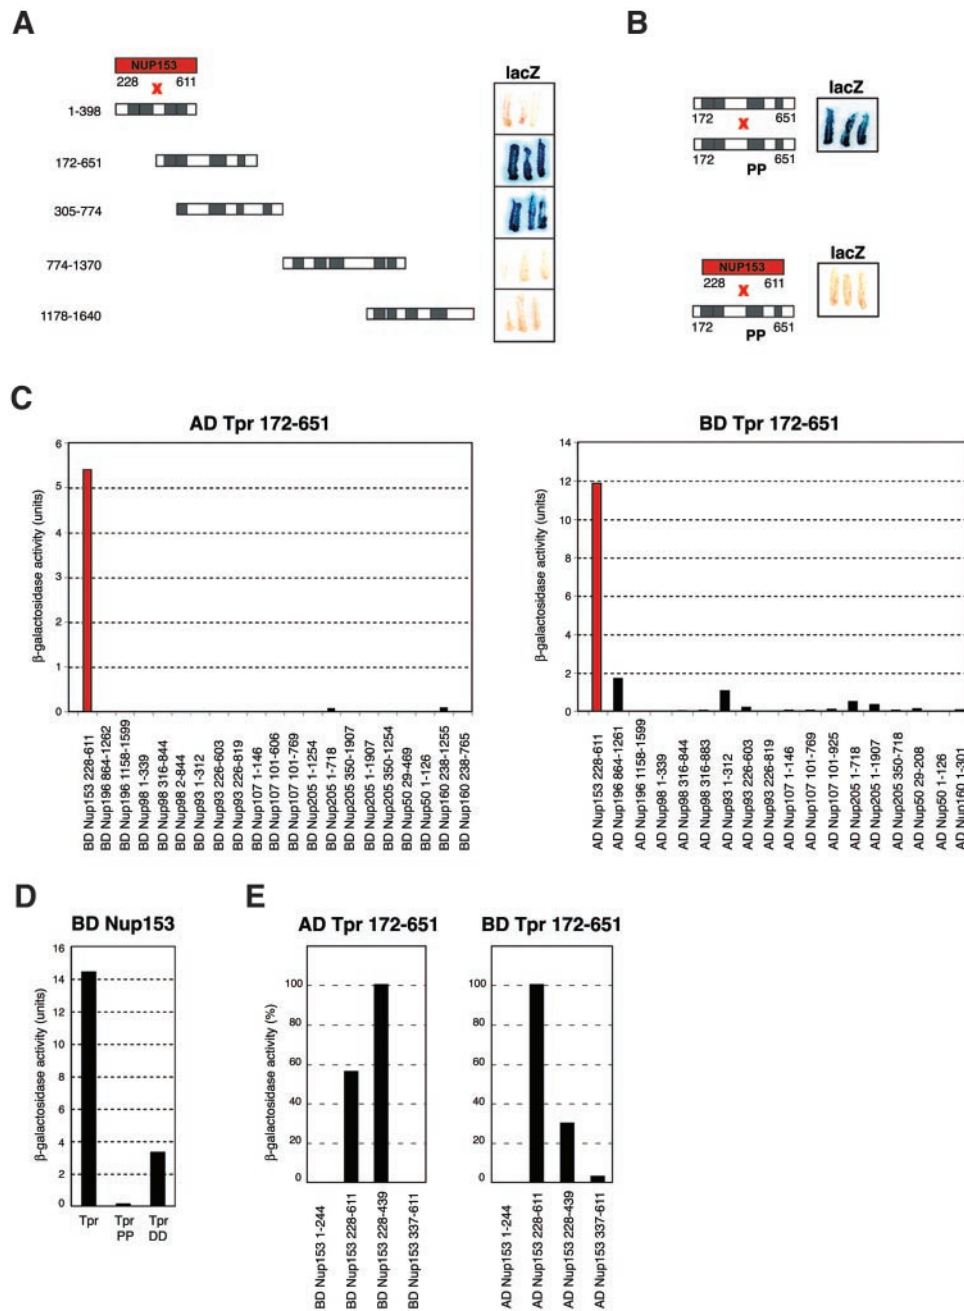 A
NUP153
228 611
X
lacZ
1-398
172-651
305-774
774-1370
1178-1640
B
lacZ
172 651
X
172 651
PP
lacZ
NUP153
228 611
X
172 651
PP
C
AD Tpr 172-651
β-galactosidase activity (units)
6
5
4
3
2
1
0
BD Nup153 228-611
BD Nup196 864-1262
BD Nup196 1158-1599
BD Nup98 1-339
BD Nup98 316-844
BD Nup98 2-844
BD Nup93 1-312
BD Nup93 226-603
BD Nup93 226-819
BD Nup107 1-146
BD Nup107 101-606
BD Nup107 101-769
BD Nup205 1-1254
BD Nup205 1-718
BD Nup205 350-1907
BD Nup205 1-1907
BD Nup205 350-1254
BD Nup50 29-469
BD Nup50 1-126
BD Nup160 238-1255
BD Nup160 238-765
BD Tpr 172-651
β-galactosidase activity (units)
14
12
10
8
6
4
2
0
AD Nup153 228-611
AD Nup196 864-1261
AD Nup196 1158-1599
AD Nup98 1-339
AD Nup98 316-844
AD Nup98 316-883
AD Nup93 1-312
AD Nup93 226-603
AD Nup93 226-819
AD Nup107 1-146
AD Nup107 101-769
AD Nup107 101-925
AD Nup205 1-718
AD Nup205 1-1907
AD Nup205 350-718
AD Nup50 29-208
AD Nup50 1-126
AD Nup160 1-301
D
BD Nup153
β-galactosidase activity (units)
16
14
12
10
8
6
4
2
0
Tpr
Tpr PP
Tpr DD
E
AD Tpr 172-651
β-galactosidase activity (%)
100
80
60
40
20
0
BD Nup153 1-244
BD Nup153 228-611
BD Nup153 228-439
BD Nup153 337-611
BD Tpr 172-651
100
80
60
40
20
0
AD Nup153 1-244
AD Nup153 228-611
AD Nup153 228-439
AD Nup153 337-611